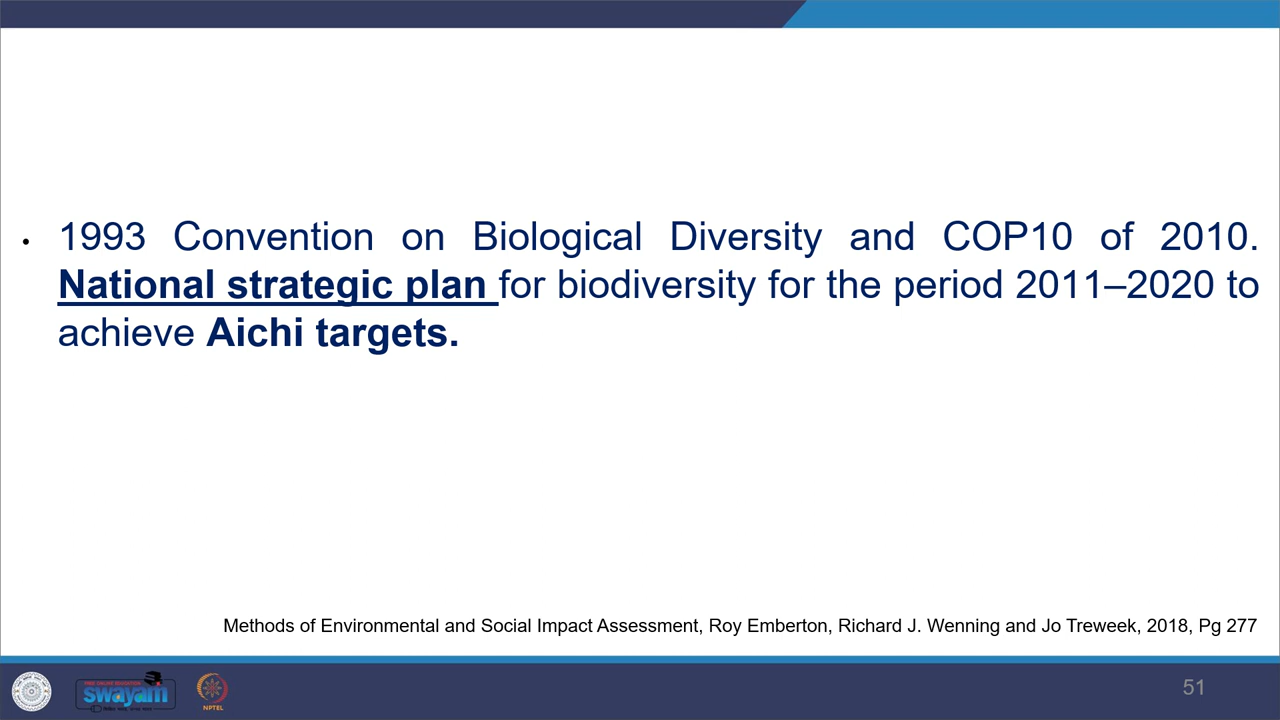 • 1993 Convention on Biological Diversity and COP10 of 2010.
National strategic plan for biodiversity for the period 2011–2020 to
achieve Aichi targets.
Methods of Environmental and Social Impact Assessment, Roy Emberton, Richard J. Wenning and Jo Treweek, 2018, Pg 277
swayam
NPTEL
51